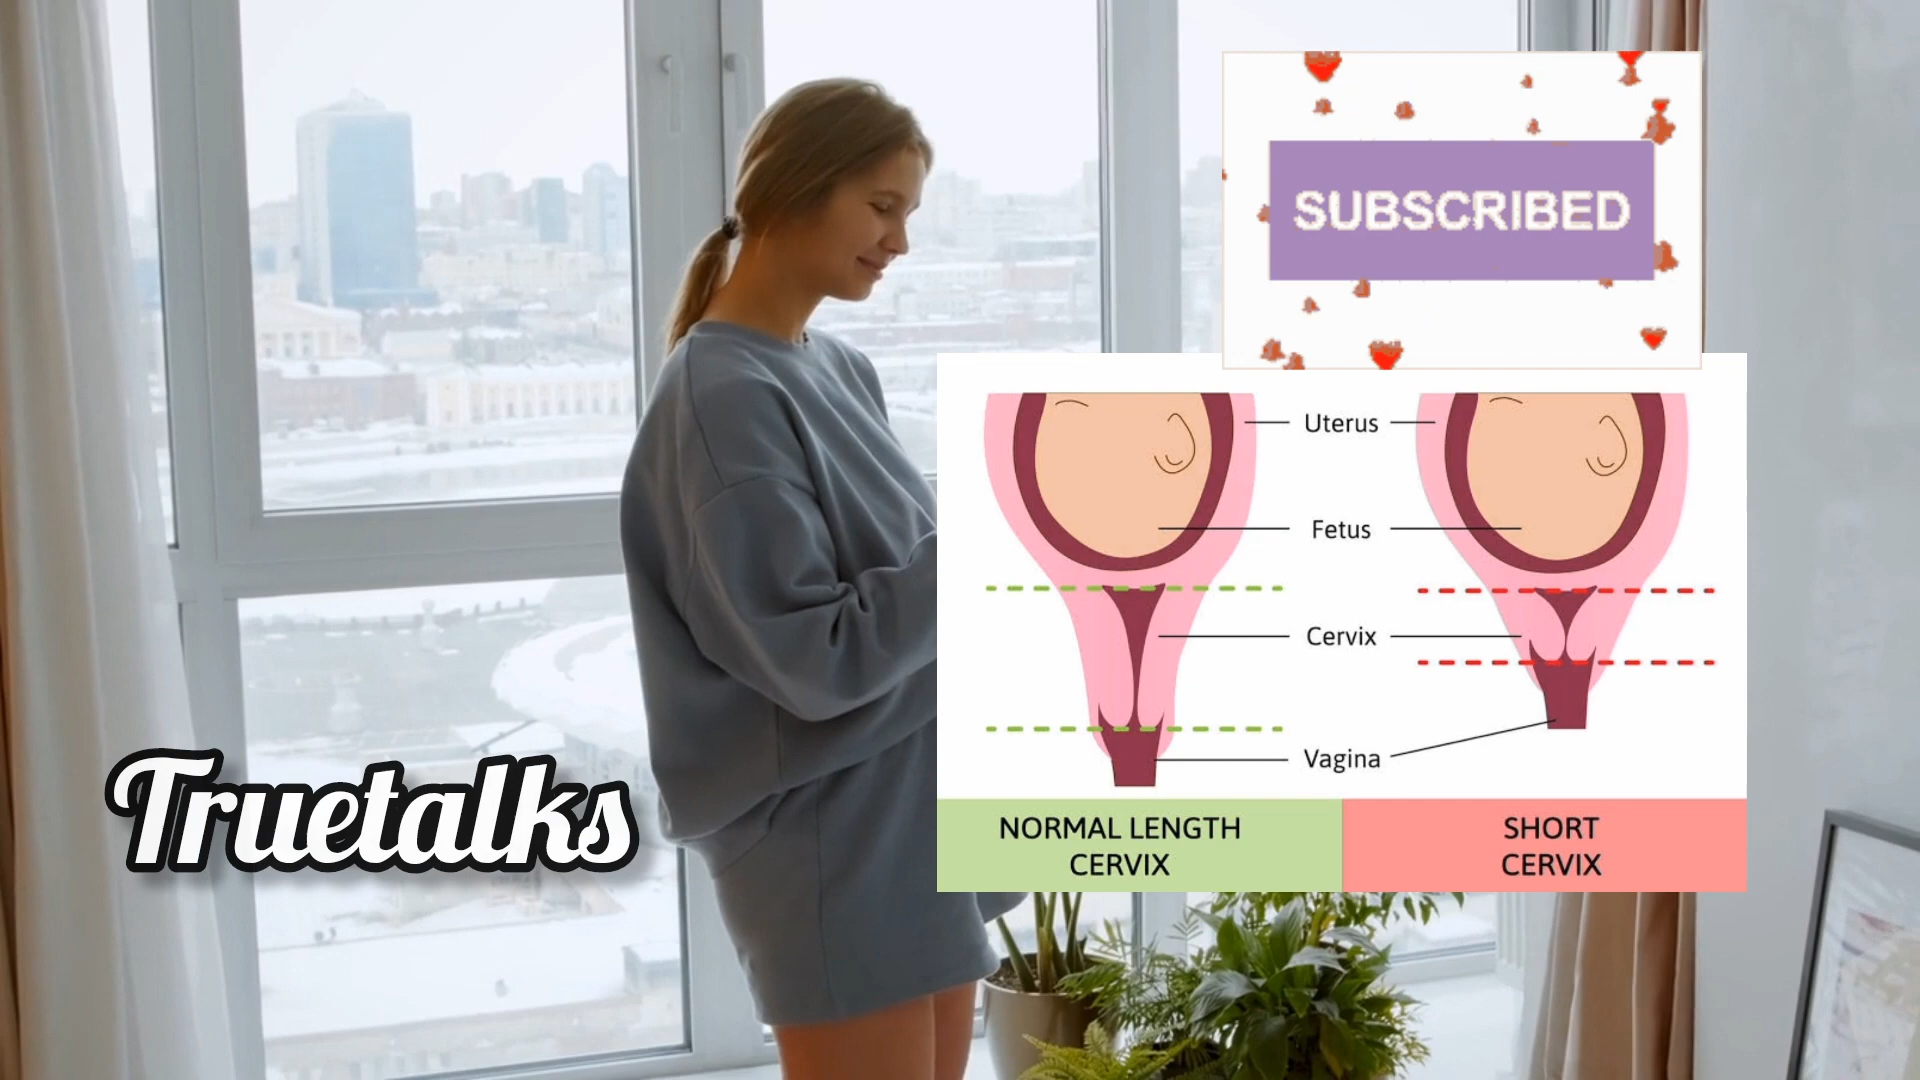 SUBSCRIBED
Uterus
Fetus
Cervix
Vagina
NORMAL LENGTH
CERVIX
SHORT
CERVIX
Truetalks